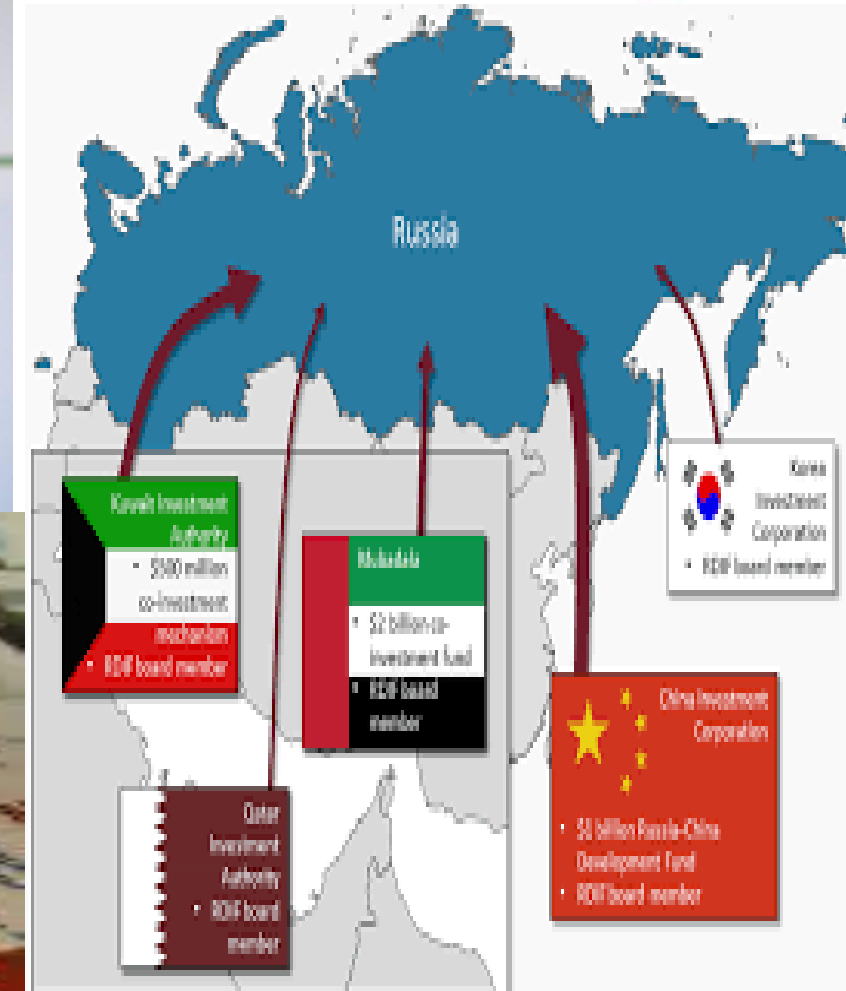 Russia
Kuwait Investment
Authority
• $500 million
co-investment
mechanism
• RDIF board member
Mubadala
• $2 billion co-
investment fund
• RDIF board
member
Korea
Investment
Corporation
• RDIF board member
China Investment
Corporation
• $1 billion Russia-China
Development Fund
• RDIF board member
Qatar
Investment
Authority
• RDIF board
member